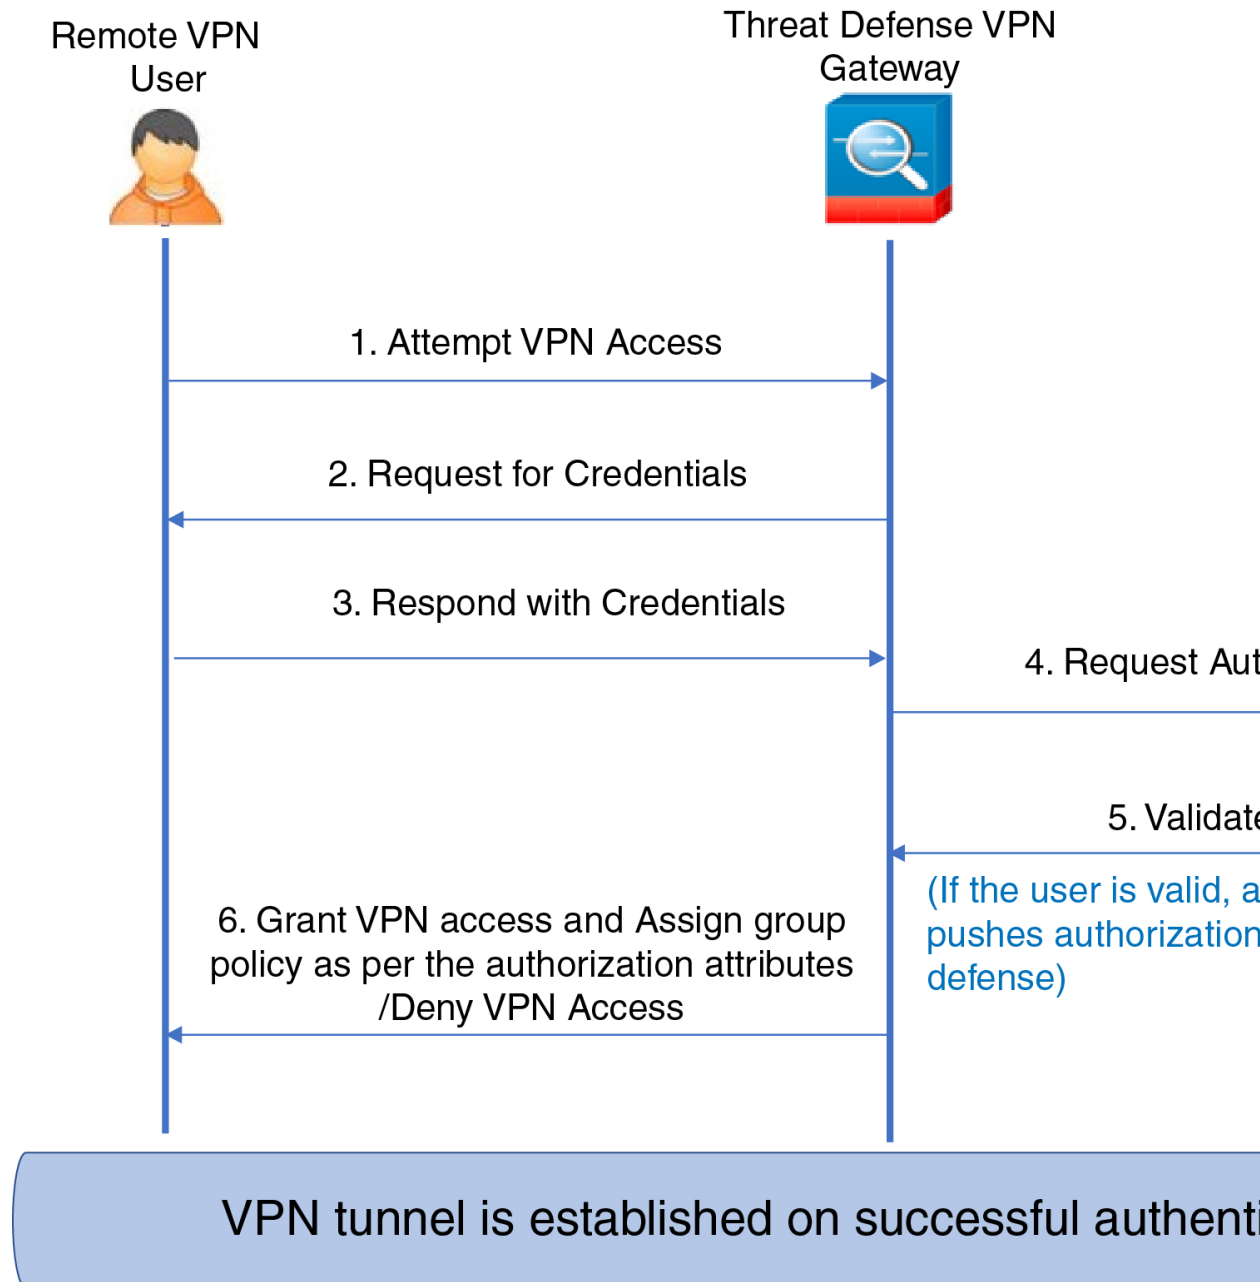 Remote VPN
User
Threat Defense VPN
Gateway
1. Attempt VPN Access
2. Request for Credentials
3. Respond with Credentials
4. Request Aut
5. Validate
(If the user is valid, a
pushes authorization
defense)
6. Grant VPN access and Assign group
policy as per the authorization attributes
/Deny VPN Access
VPN tunnel is established on successful authenti